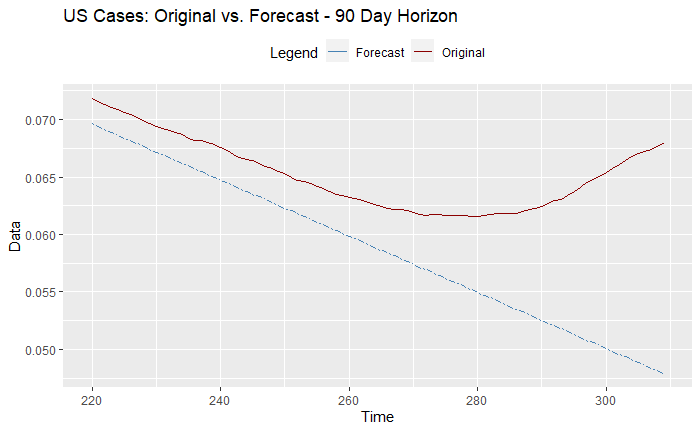 US Cases: Original vs. Forecast - 90 Day Horizon
Legend Forecast Original
0.070
0.065
0.060
0.055
0.050
Data
220 240 260 280 300
Time